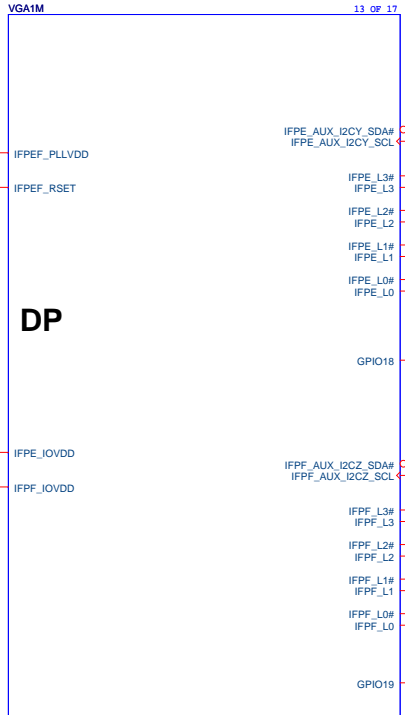 VGA1M
13 OF 17
IFPE_AUX_I2CY_SDA#
IFPE_AUX_I2CY_SCL
IFPEF_PLLVDD
IFPE_L3#
IFPEF_RSET
IFPE_L3
IFPE_L2#
IFPE_L2
IFPE_L1#
IFPE_L1
IFPE_L0#
IFPE_L0
DP
GPIO18
IFPE_IOVDD
IFPF_AUX_I2CZ_SDA#
IFPF_AUX_I2CZ_SCL
IFPF_IOVDD
IFPF_L3#
IFPF_L3
IFPF_L2#
IFPF_L2
IFPF_L1#
IFPF_L1
IFPF_L0#
IFPF_L0
GPIO19